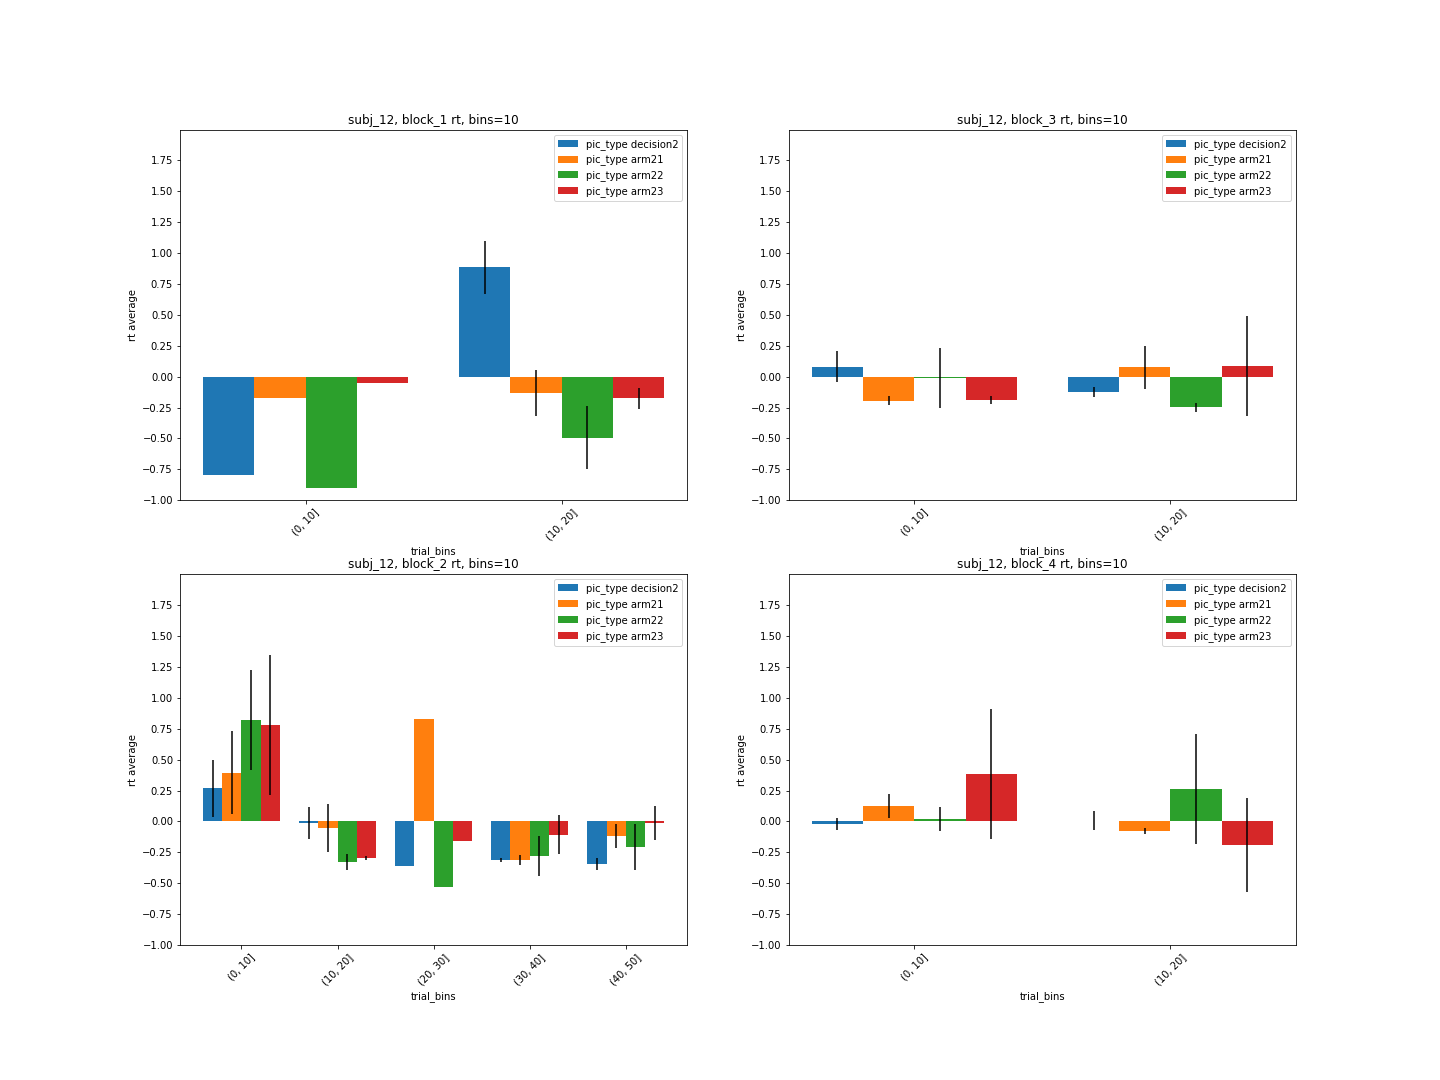 subj_12, block_1 rt, bins=10
pic_type decision2
pic_type arm21
pic_type arm22
pic_type arm23
1.75
1.50
1.25
1.00
0.75
0.50
0.25
0.00
−0.25
−0.50
−0.75
−1.00
rt average
(0, 10]
(10, 20]
trial_bins
subj_12, block_3 rt, bins=10
pic_type decision2
pic_type arm21
pic_type arm22
pic_type arm23
1.75
1.50
1.25
1.00
0.75
0.50
0.25
0.00
−0.25
−0.50
−0.75
−1.00
rt average
(0, 10]
(10, 20]
trial_bins
subj_12, block_2 rt, bins=10
pic_type decision2
pic_type arm21
pic_type arm22
pic_type arm23
1.75
1.50
1.25
1.00
0.75
0.50
0.25
0.00
−0.25
−0.50
−0.75
−1.00
rt average
(0, 10]
(10, 20]
(20, 30]
(30, 40]
(40, 50]
trial_bins
subj_12, block_4 rt, bins=10
pic_type decision2
pic_type arm21
pic_type arm22
pic_type arm23
1.75
1.50
1.25
1.00
0.75
0.50
0.25
0.00
−0.25
−0.50
−0.75
−1.00
rt average
(0, 10]
(10, 20]
trial_bins